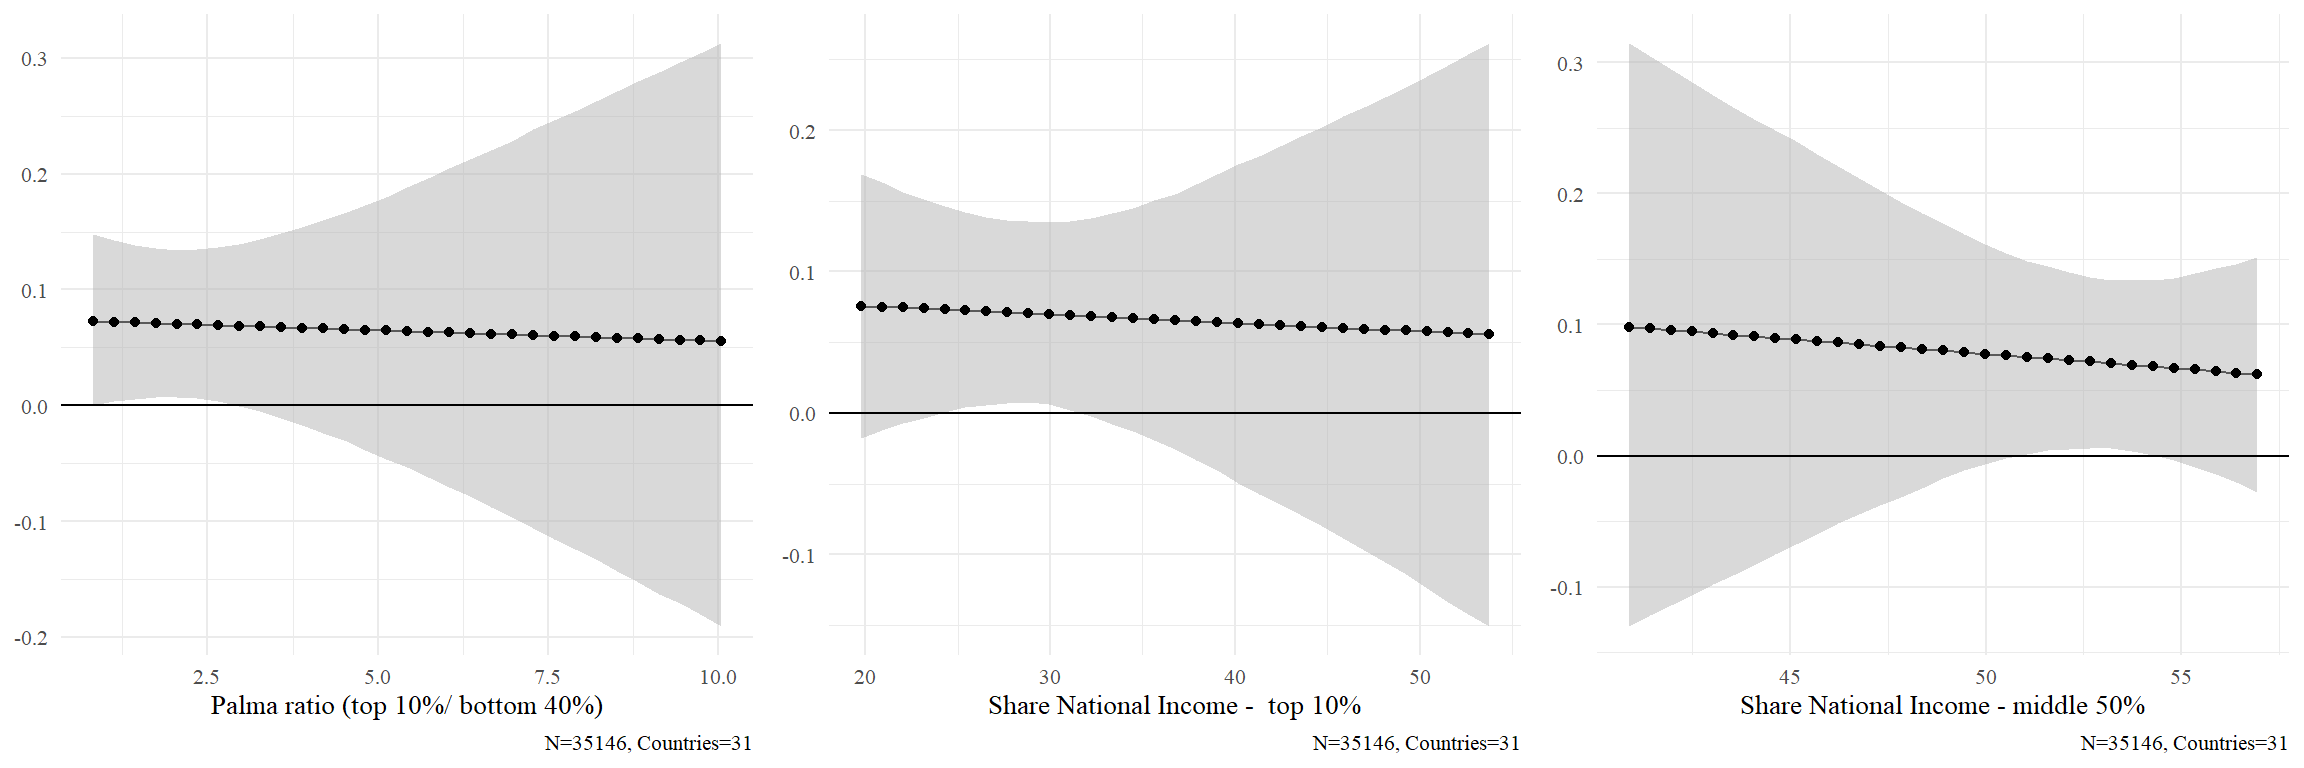 0.3
0.2
0.1
0.0
-0.1
-0.2
2.5 5.0 7.5 10.0
Palma ratio (top 10%/ bottom 40%)
N=35146, Countries=31
0.2
0.1
0.0
-0.1
20 30 40 50
Share National Income -  top 10%
N=35146, Countries=31
0.3
0.2
0.1
0.0
-0.1
45 50 55
Share National Income - middle 50%
N=35146, Countries=31